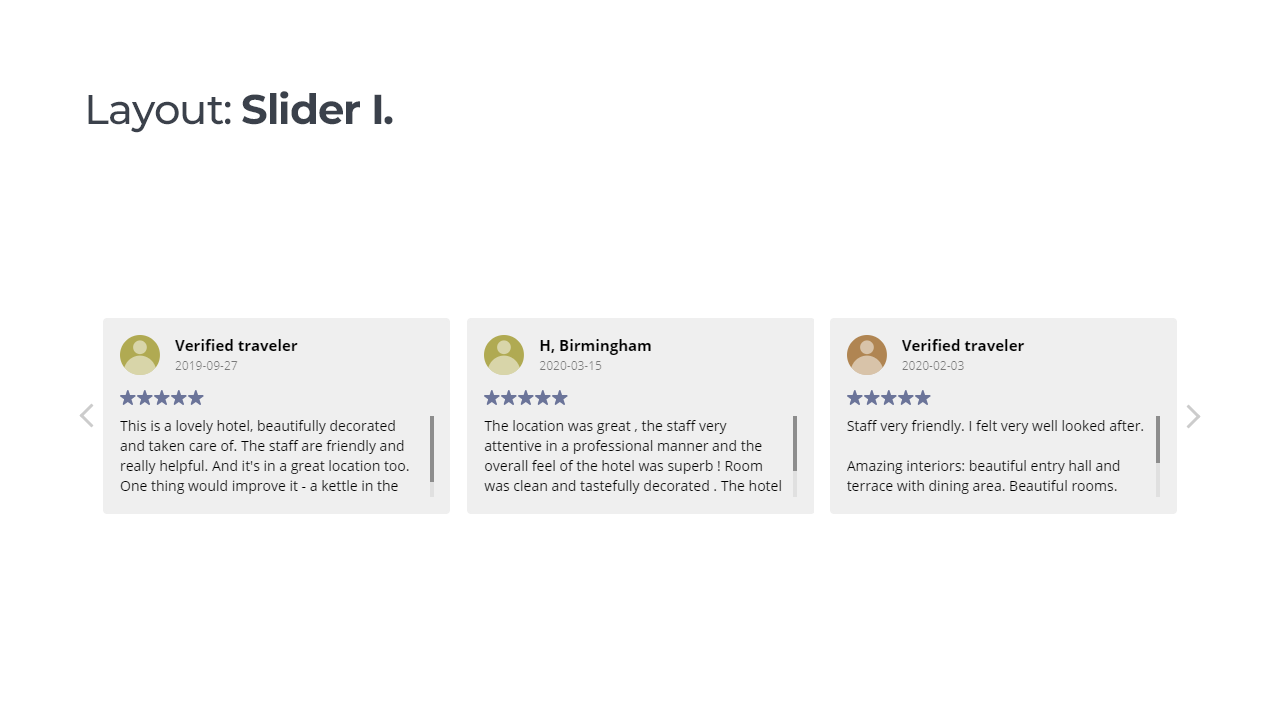 Layout: Slider I.
Verified traveler
2019-09-27
This is a lovely hotel, beautifully decorated
and taken care of. The staff are friendly and
really helpful. And it's in a great location too.
One thing would improve it - a kettle in the
H, Birmingham
2020-03-15
The location was great , the staff very
attentive in a professional manner and the
overall feel of the hotel was superb ! Room
was clean and tastefully decorated . The hotel
Verified traveler
2020-02-03
Staff very friendly. I felt very well looked after.
Amazing interiors: beautiful entry hall and
terrace with dining area. Beautiful rooms.